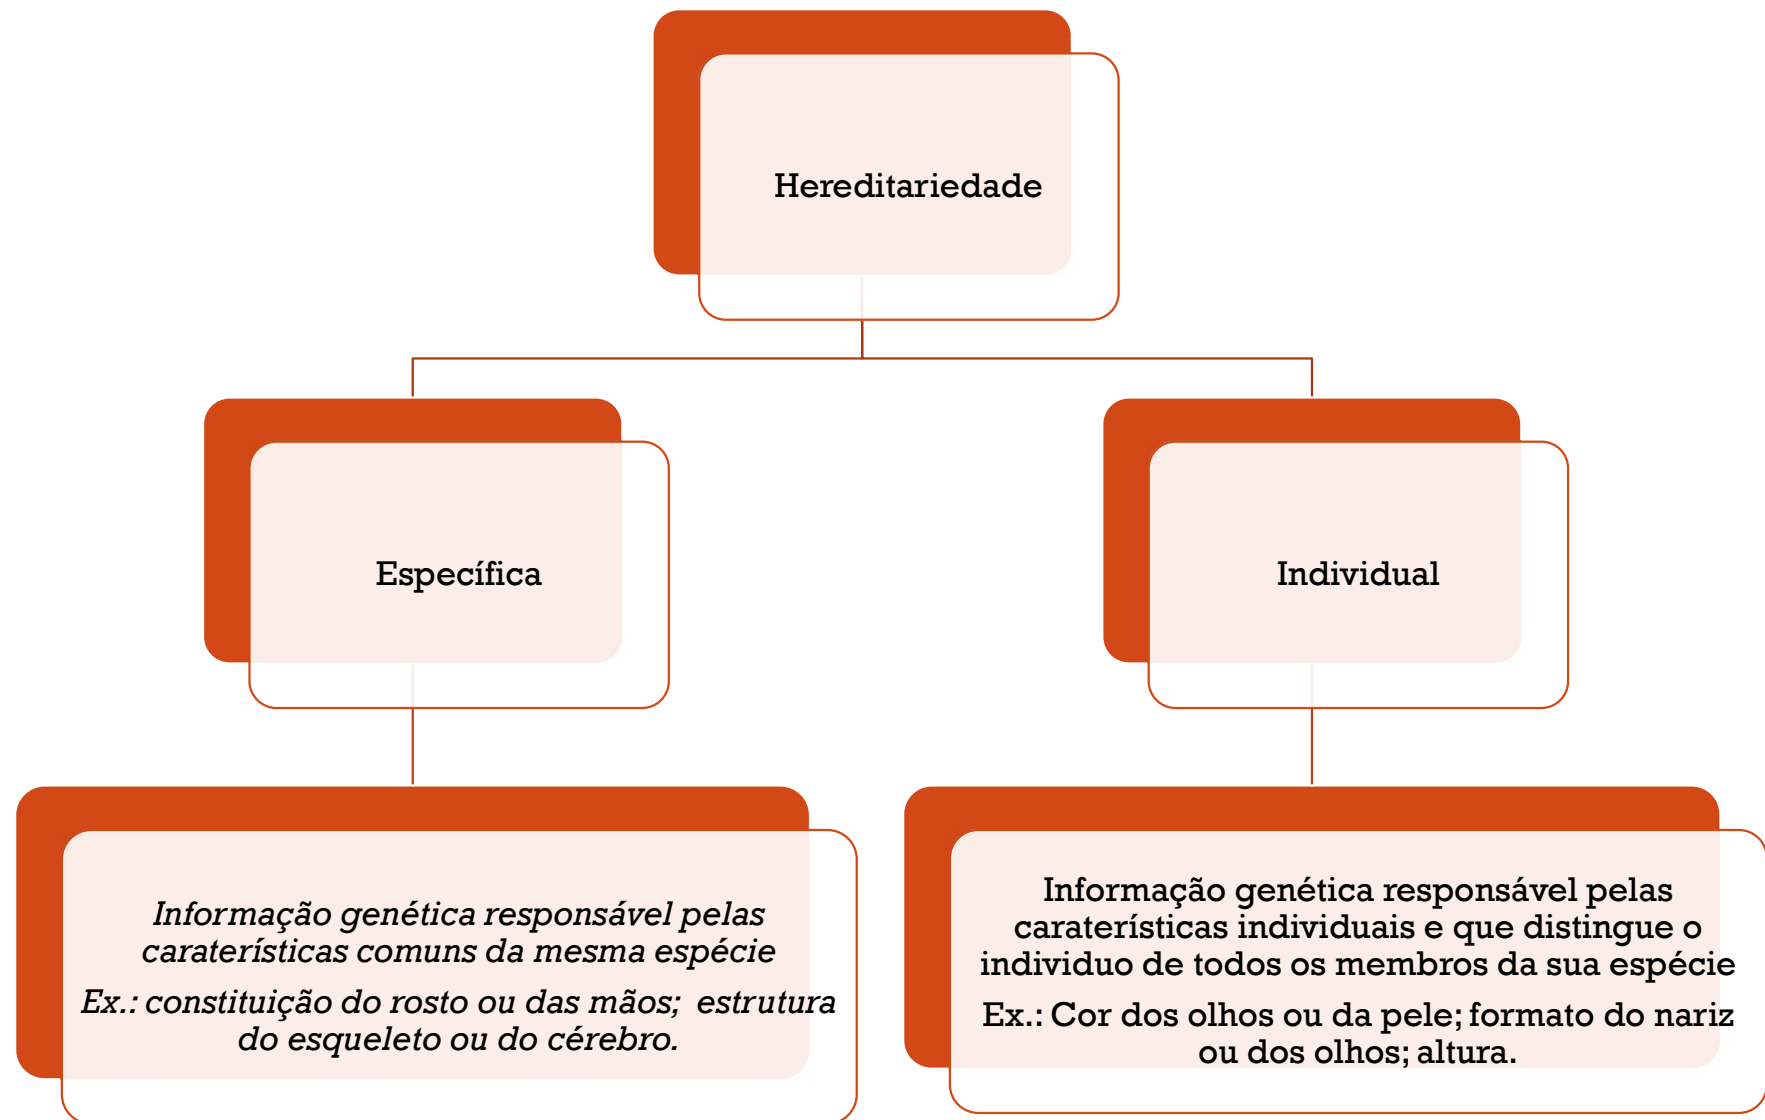 Hereditariedade
Específica
Individual
Informação genética responsável pelas
caraterísticas comuns da mesma espécie
Ex.: constituição do rosto ou das mãos; estrutura
do esqueleto ou do cérebro.
Informação genética responsável pelas
caraterísticas individuais e que distingue o
individuo de todos os membros da sua espécie
Ex.: Cor dos olhos ou da pele; formato do nariz
ou dos olhos; altura.